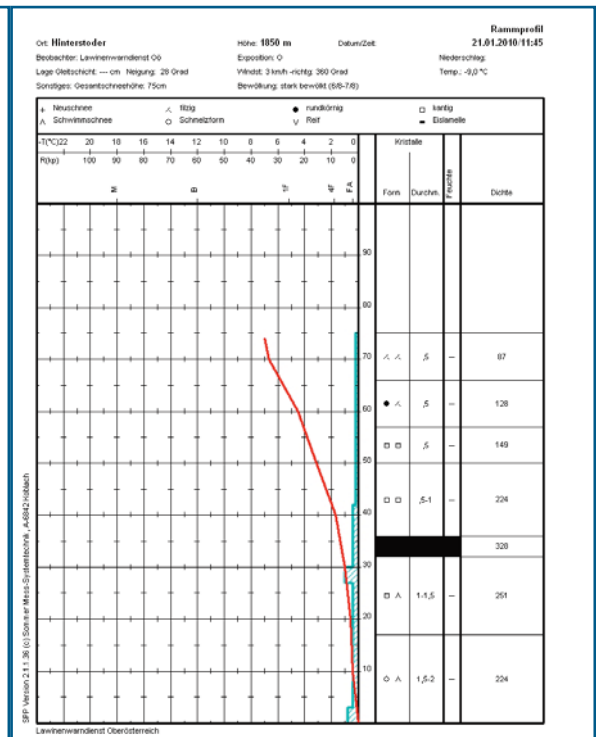 Rammprofil
Ort: Hinterstoder Höhe: 1850 m Datum/Zeit: 21.01.2010/11:45
Beobachter: Lawinenwarndienst Oö Exposition: O Niederschlag:
Lage Gleitschicht: --- cm Neigung: 28 Grad Windst: 3 km/h -richtg: 360 Grad Temp.: -9,0 °C
Sonstiges: Gesamtschneehöhe: 75cm Bewölkung: stark bewölkt (6/8-7/8)
+ Neuschnee filzig rundkörnig kantig
Schwimmschnee Schmelzform Reif Eislamelle
-T(°C)22 20 18 16 14 12 10 8 6 4 2 0 Kristalle
R(kp) 100 90 80 70 60 50 40 30 20 10 0
M B 1F 4F FA Form Durchm. Feuchte Dichte
90
80
70 ,5 – 87
60 ,5 – 128
50 ,5 – 149
40 ,5-1 – 224
328
30
20 1-1,5 – 251
10 1,5-2 – 224
SPP Version 2.1.1.36 (c) Sommer Mess-Systemtechnik, A-6842 Koblach
Lawinenwarndienst Oberösterreich